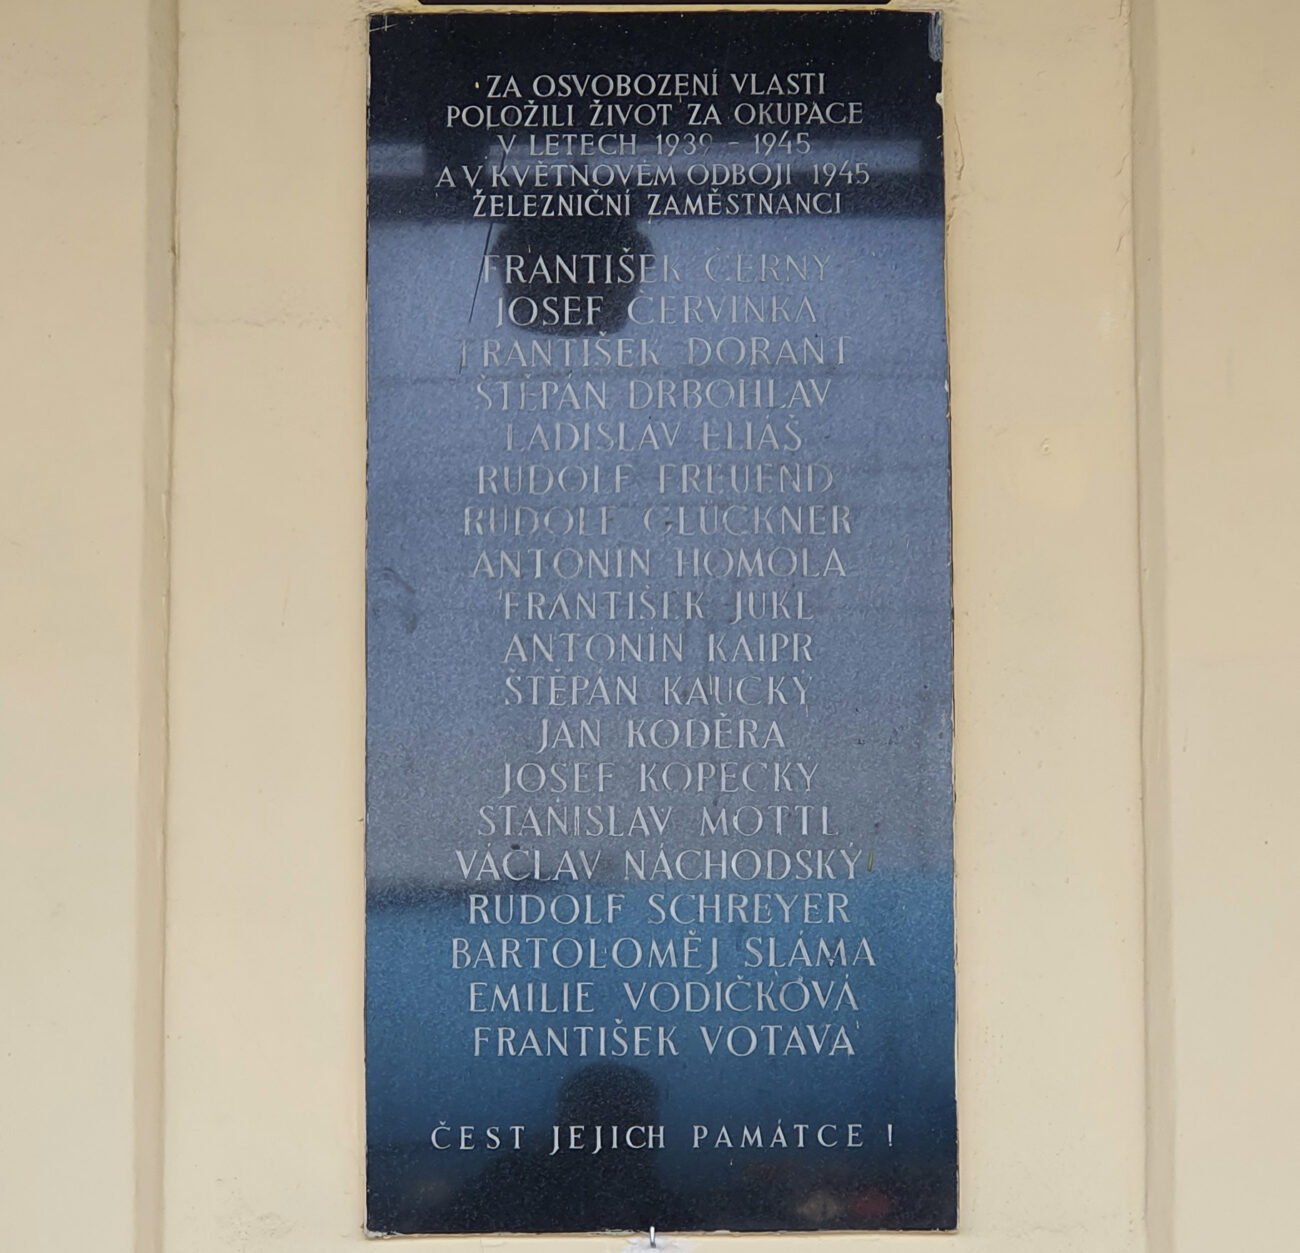 ZA OSVOBOZENÍ VLASTI
POLOŽILI ŽIVOT ZA OKUPACE
V LETECH 1939 - 1945
A V KVĚTNOVÉM ODBOJI 1945
ŽELEZNIČNÍ ZAMĚSTNANCI
FRANTIŠEK ČERNÝ
JOSEF ČERVINKA
FRANTIŠEK DORANT
ŠTĚPÁN DRBOHLAV
LADISLAV ELIÁŠ
RUDOLF FREUEND
RUDOLF GLÜCKNER
ANTONÍN HOMOLA
FRANTIŠEK JUKL
ANTONÍN KAIPR
ŠTĚPÁN KAUCKÝ
JAN KODĚRA
JOSEF KOPECKÝ
STANISLAV MOTTL
VÁCLAV NÁCHODSKÝ
RUDOLF SCHREYER
BARTOLOMĚJ SLÁMA
EMILIE VODIČKOVÁ
FRANTIŠEK VOTAVA
ČEST JEJICH PAMÁTCE !